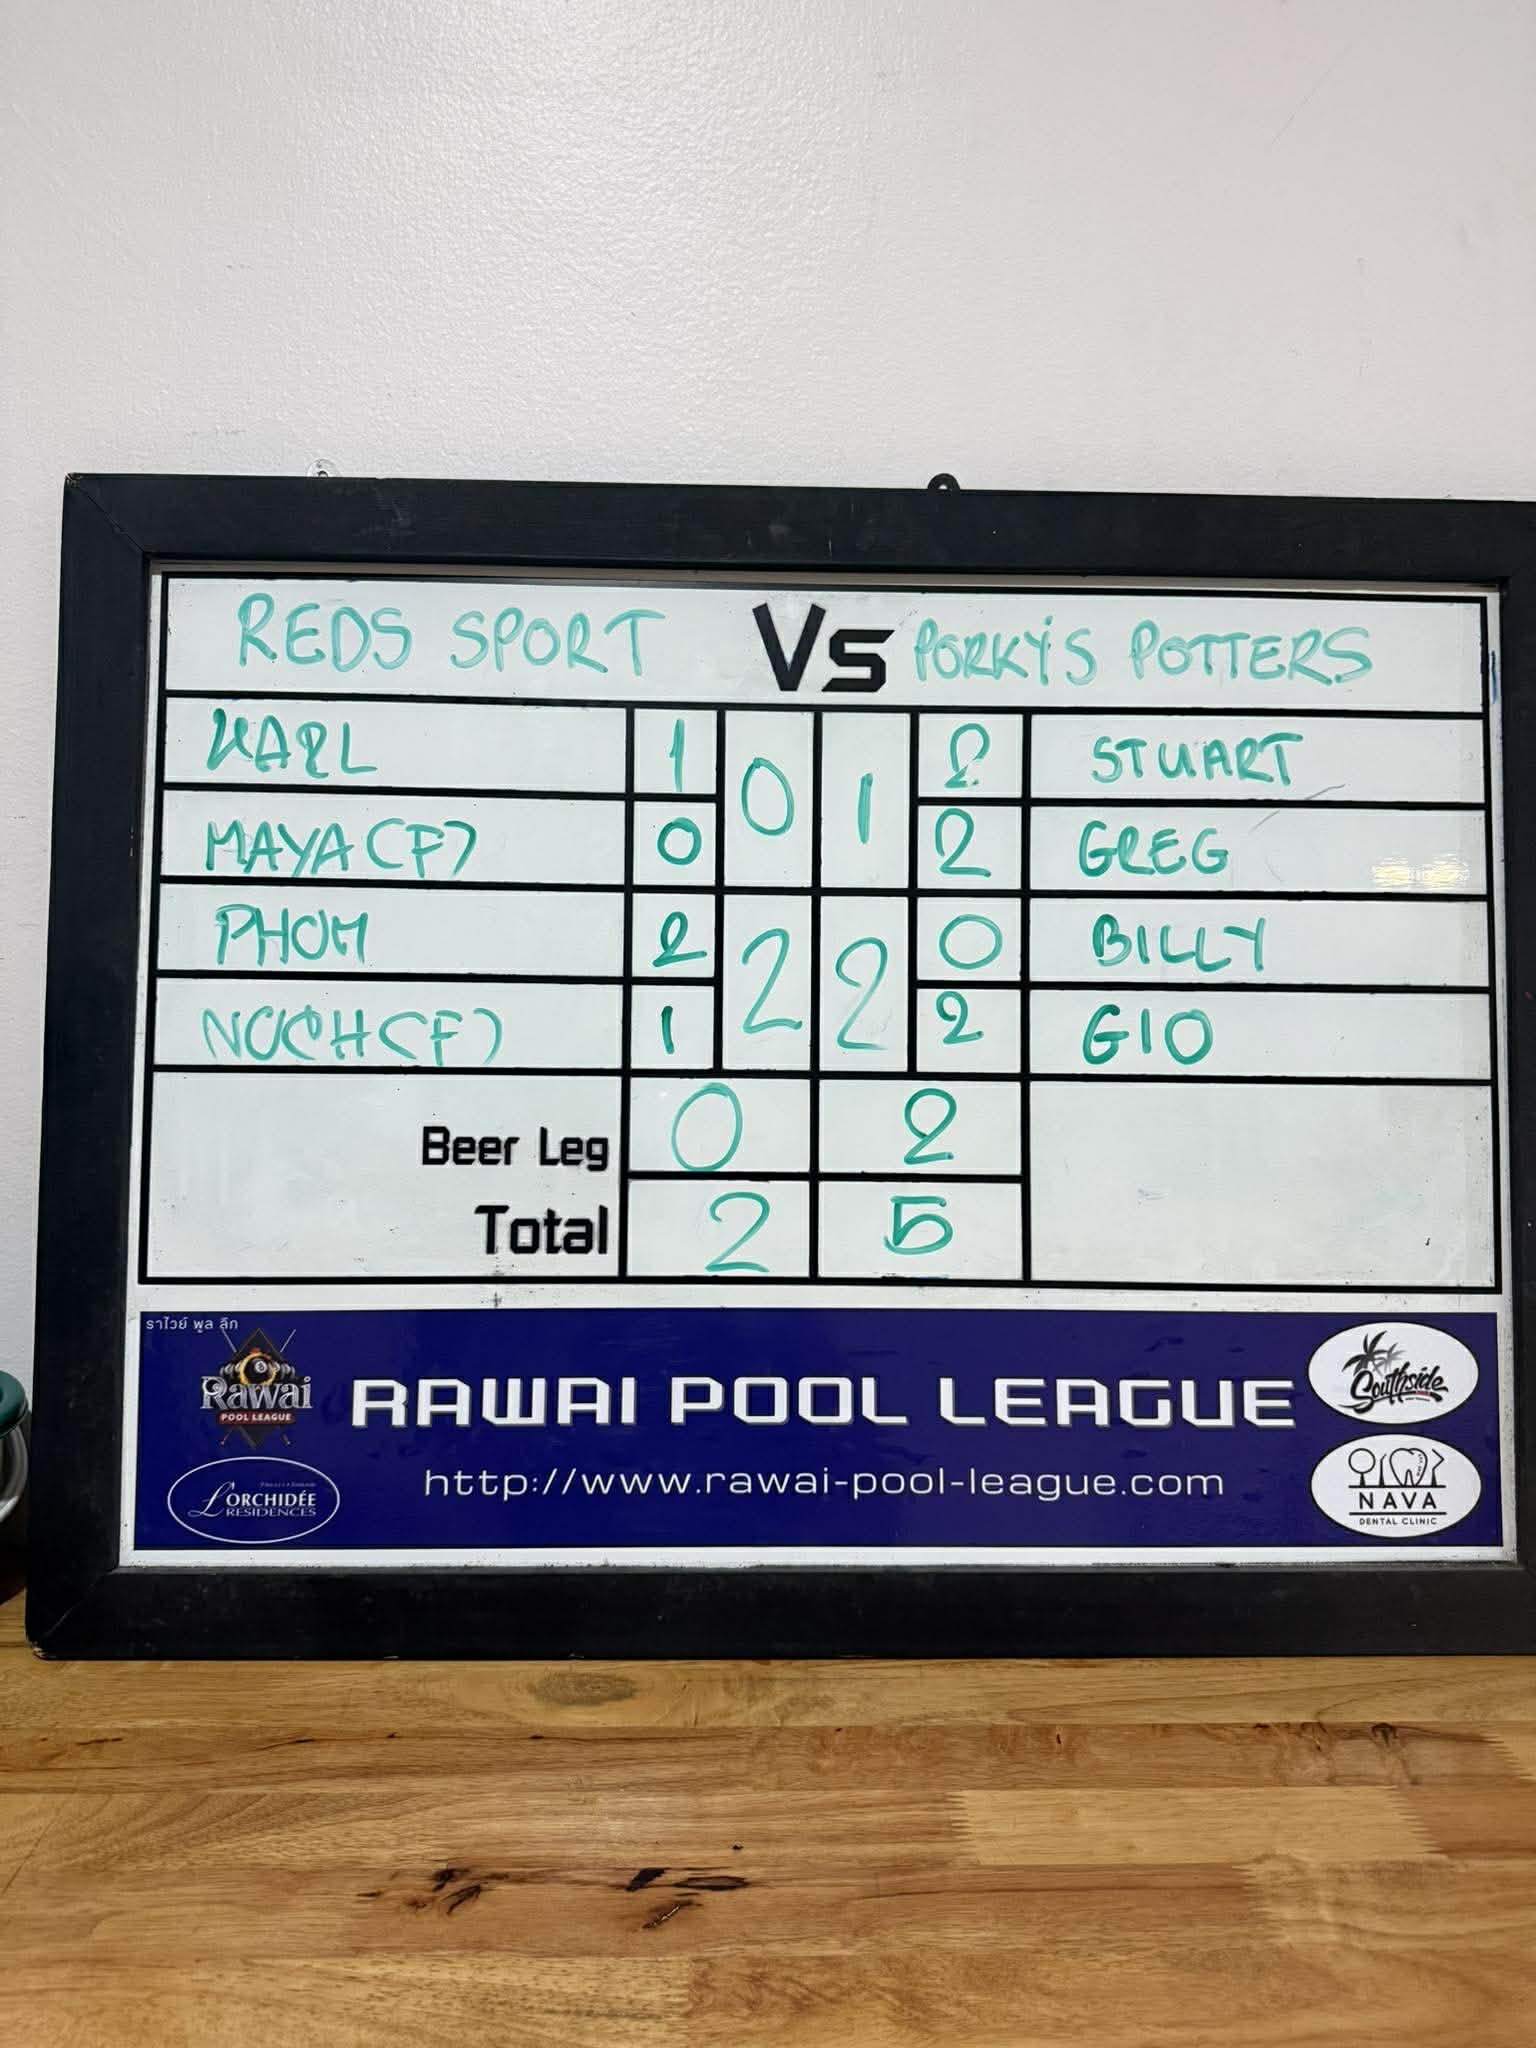 REDS SPORT Vs PORKY'S POTTERS
KARL 1 0 1 2 STUART
MAYA (F) 0 2 GREG
PHOM 2 2 2 0 BILLY
NOOH (F) 1 2 GIO
Beer Leg 0 2
Total 2 5
ราไวย์ พูล ลีก
Rawai
POOL LEAGUE
RAWAI POOL LEAGUE
http://www.rawai-pool-league.com
L'ORCHIDÉE
RESIDENCES
Southside
NAVA
DENTAL CLINIC